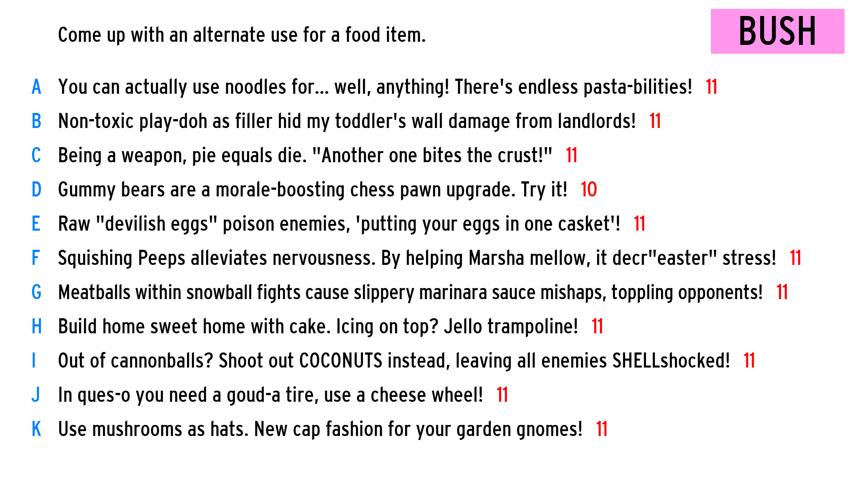 Come up with an alternate use for a food item.
BUSH
A You can actually use noodles for... well, anything! There's endless pasta-bilities! 11
B Non-toxic play-doh as filler hid my toddler's wall damage from landlords! 11
C Being a weapon, pie equals die. "Another one bites the crust!" 11
D Gummy bears are a morale-boosting chess pawn upgrade. Try it! 10
E Raw "devilish eggs" poison enemies, 'putting your eggs in one casket'! 11
F Squishing Peeps alleviates nervousness. By helping Marsha mellow, it decr"easter" stress! 11
G Meatballs within snowball fights cause slippery marinara sauce mishaps, toppling opponents! 11
H Build home sweet home with cake. Icing on top? Jello trampoline! 11
I Out of cannonballs? Shoot out COCONUTS instead, leaving all enemies SHELLshocked! 11
J In ques-o you need a goud-a tire, use a cheese wheel! 11
K Use mushrooms as hats. New cap fashion for your garden gnomes! 11